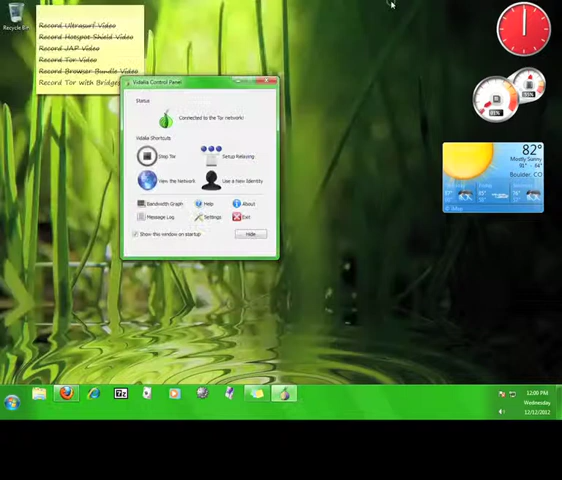 Recycle Bin
Record Ultrasurf Video
Record Hotspot Shield Video
Record JAP Video
Record Tor Video
Record Browser Bundle Video
Record Tor with Bridges
Vidalia Control Panel
Status
Connected to the Tor network!
Vidalia Shortcuts
Stop Tor
Setup Relaying
View the Network
Use a New Identity
Bandwidth Graph
Help
About
Message Log
Settings
Exit
Show this window on startup
Hide
82°
Mostly Sunny
Boulder, CO
12:00 PM
Wednesday
12/12/2012